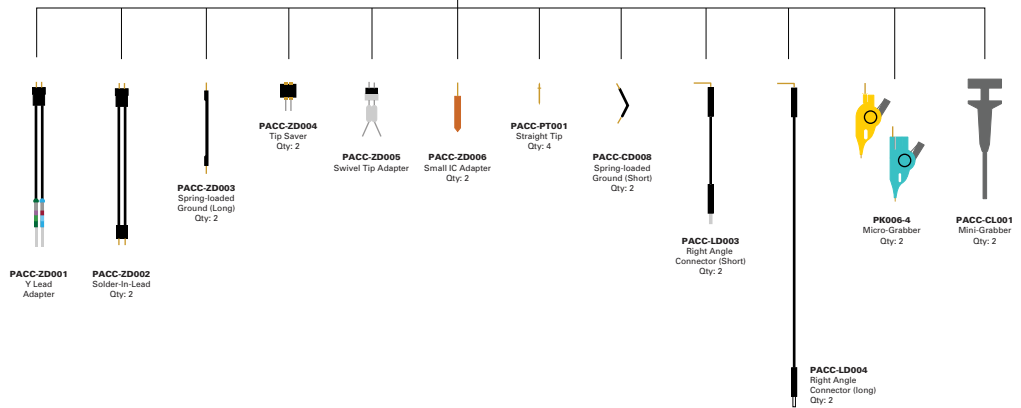 PACC-ZD001
Y Lead
Adapter
PACC-ZD002
Solder-In-Lead
Qty: 2
PACC-ZD003
Spring-loaded
Ground (Long)
Qty: 2
PACC-ZD004
Tip Saver
Qty: 2
PACC-ZD005
Swivel Tip Adapter
PACC-ZD006
Small IC Adapter
Qty: 2
PACC-PT001
Straight Tip
Qty: 4
PACC-CD008
Spring-loaded
Ground (Short)
Qty: 2
PACC-LD003
Right Angle
Connector (Short)
Qty: 2
PACC-LD004
Right Angle
Connector (long)
Qty: 2
PK006-4
Micro-Grabber
Qty: 2
PACC-CL001
Mini-Grabber
Qty: 2